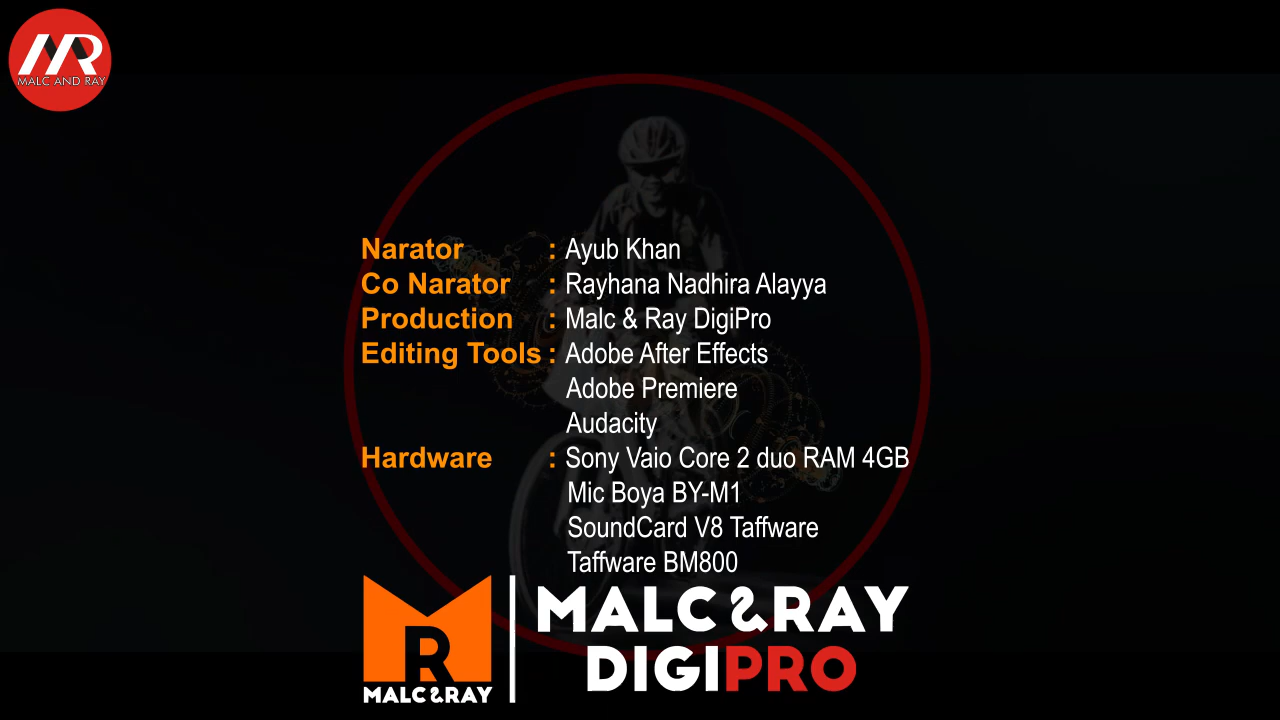 MR
MALC AND RAY
Narator : Ayub Khan
Co Narator : Rayhana Nadhira Alayya
Production : Malc & Ray DigiPro
Editing Tools : Adobe After Effects
Adobe Premiere
Audacity
Hardware : Sony Vaio Core 2 duo RAM 4GB
Mic Boya BY-M1
SoundCard V8 Taffware
Taffware BM800
R
MALC & RAY
MALC & RAY
DIGIPRO